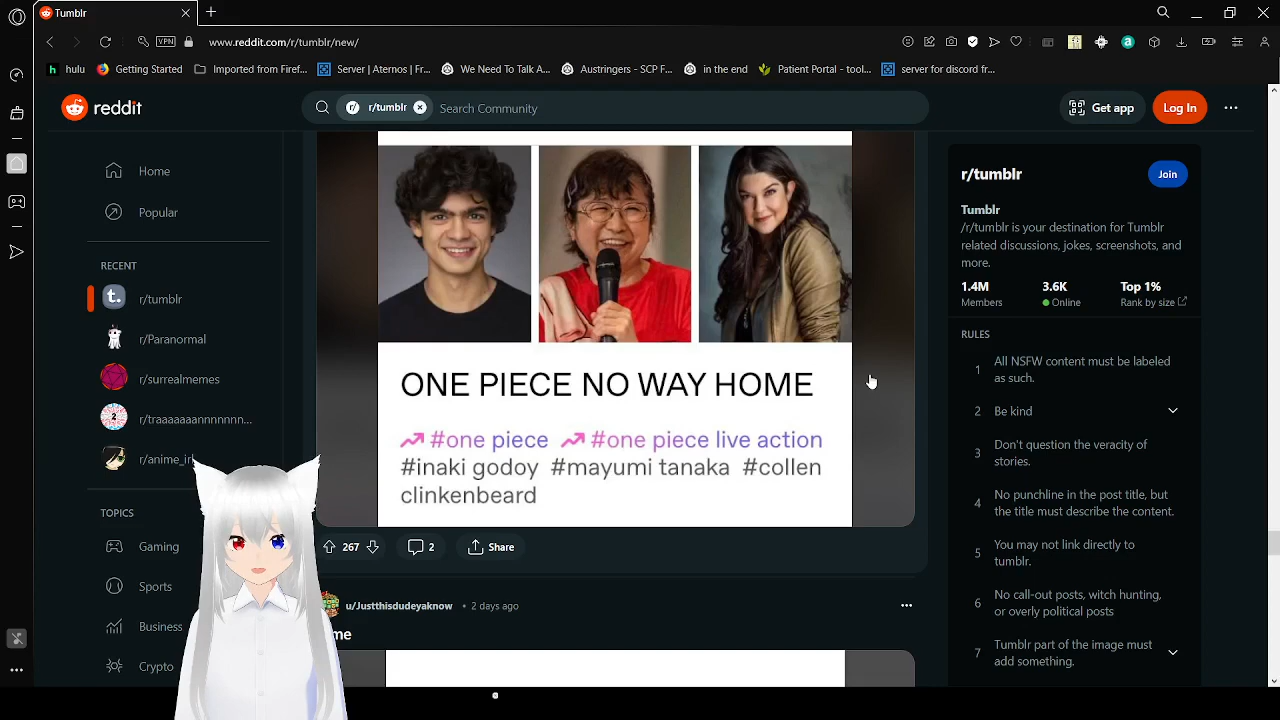 Tumblr
www.reddit.com/r/tumblr/new/
VPN
hulu
Getting Started
Imported from Firef...
Server | Aternos | Fr...
We Need To Talk A...
Austringers - SCP F...
in the end
Patient Portal - tool...
server for discord fr...
reddit
r/tumblr
Search Community
Get app
Log In
Home
Popular
RECENT
r/tumblr
r/Paranormal
r/surrealmemes
r/traaaaaaannnnnnn...
r/anime_ir
TOPICS
Gaming
Sports
Business
Crypto
ONE PIECE NO WAY HOME
#one piece #one piece live action
#inaki godoy #mayumi tanaka #collen
clinkenbeard
267
2
Share
u/Justthisdudeyaknow • 2 days ago
me
r/tumblr
Join
Tumblr
/r/tumblr is your destination for Tumblr
related discussions, jokes, screenshots, and
more.
1.4M 3.6K Top 1%
Members Online Rank by size
RULES
1 All NSFW content must be labeled
as such.
2 Be kind
3 Don't question the veracity of
stories.
4 No punchline in the post title, but
the title must describe the content.
5 You may not link directly to
tumblr.
6 No call-out posts, witch hunting,
or overly political posts
7 Tumblr part of the image must
add something.